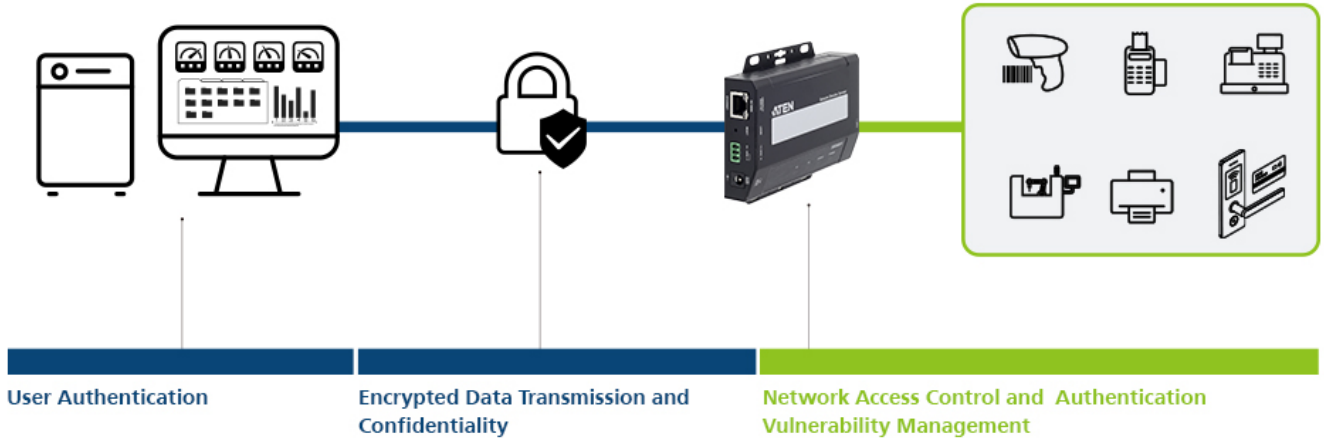 ATEN
User Authentication
Encrypted Data Transmission and
Confidentiality
Network Access Control and Authentication
Vulnerability Management